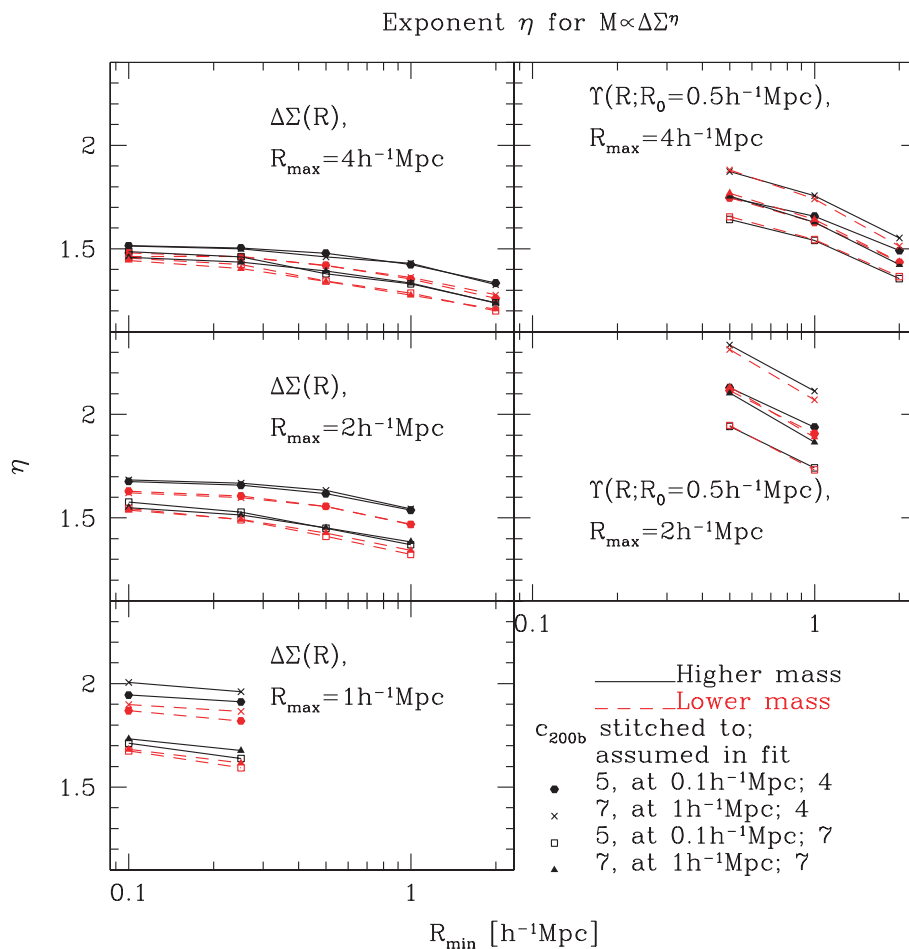 Exponent η for M∝ΔΣ^η
ΔΣ(R),
R_max=4h⁻¹Mpc
Υ(R;R₀=0.5h⁻¹Mpc),
R_max=4h⁻¹Mpc
2
1.5
ΔΣ(R),
R_max=2h⁻¹Mpc
Υ(R;R₀=0.5h⁻¹Mpc),
R_max=2h⁻¹Mpc
2
1.5
η
0.1
1
ΔΣ(R),
R_max=1h⁻¹Mpc
2
1.5
Higher mass
Lower mass
c_200b stitched to;
assumed in fit
5, at 0.1h⁻¹Mpc; 4
7, at 1h⁻¹Mpc; 4
5, at 0.1h⁻¹Mpc; 7
7, at 1h⁻¹Mpc; 7
0.1
1
R_min [h⁻¹Mpc]